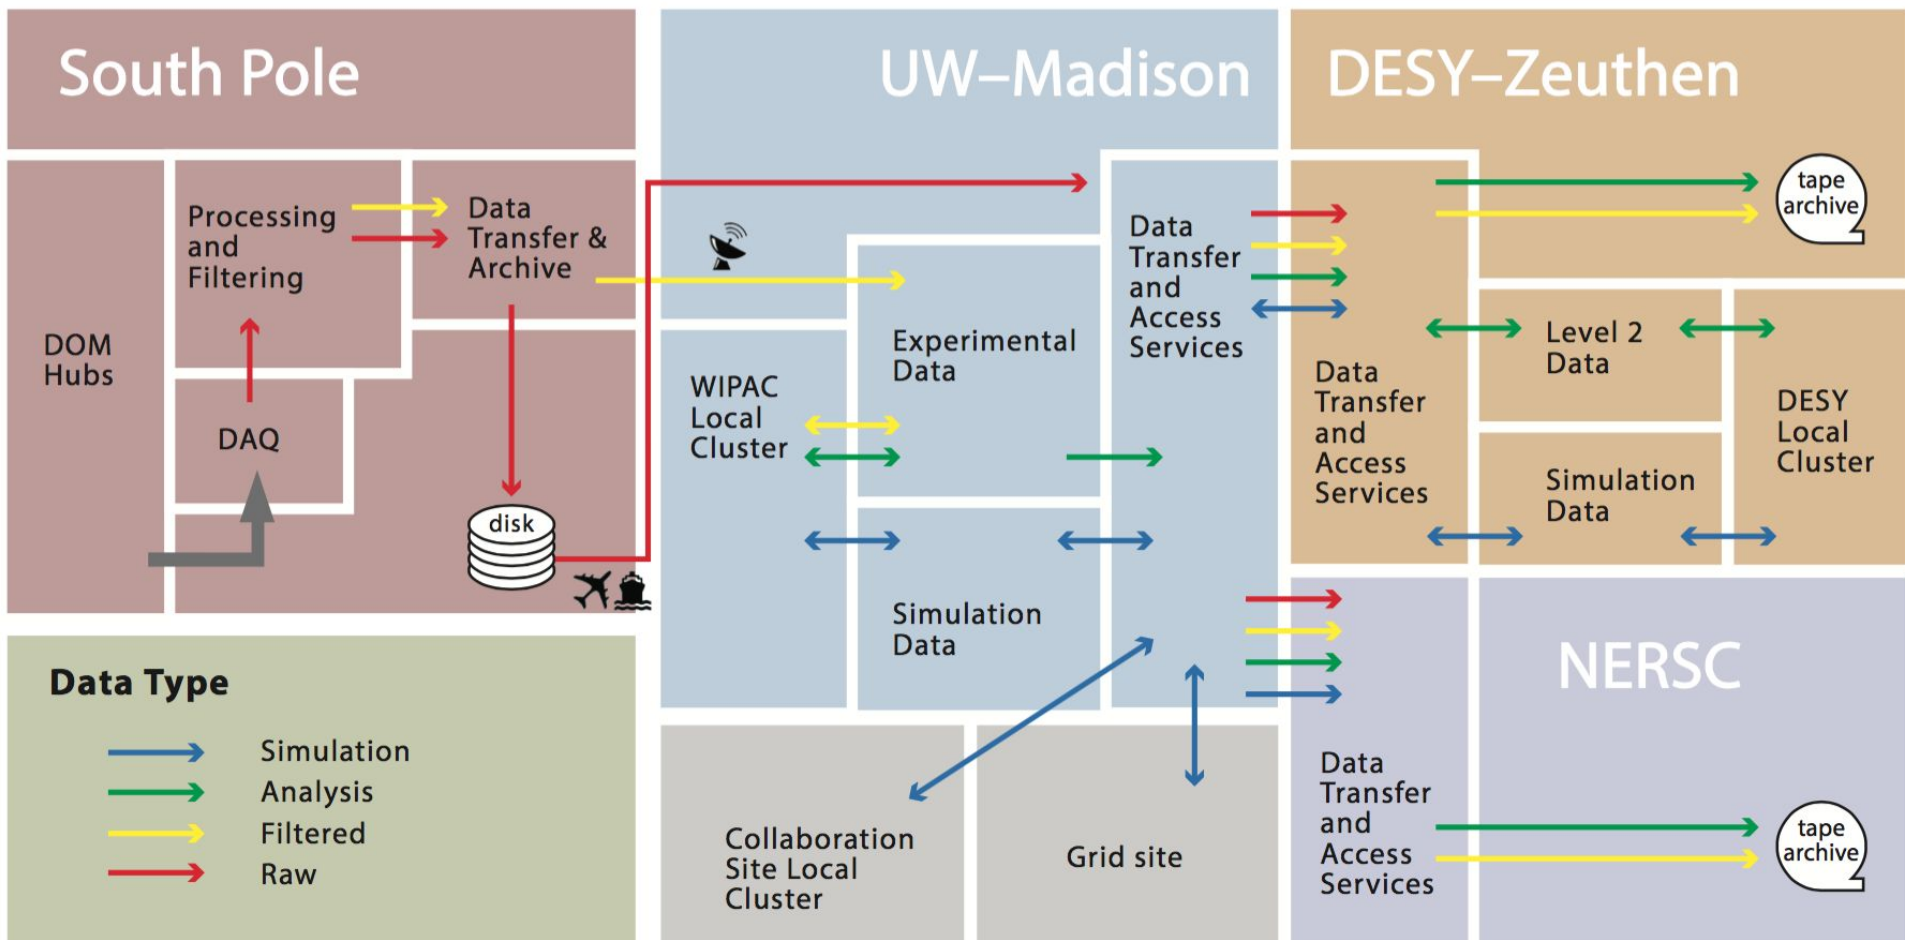 South Pole
UW–Madison
DESY–Zeuthen
DOM
Hubs
Processing
and
Filtering
Data
Transfer &
Archive
DAQ
disk
Data Type
Simulation
Analysis
Filtered
Raw
WIPAC
Local
Cluster
Experimental
Data
Simulation
Data
Data
Transfer
and
Access
Services
Collaboration
Site Local
Cluster
Grid site
Data
Transfer
and
Access
Services
tape
archive
Level 2
Data
Simulation
Data
DESY
Local
Cluster
NERSC
Data
Transfer
and
Access
Services
tape
archive